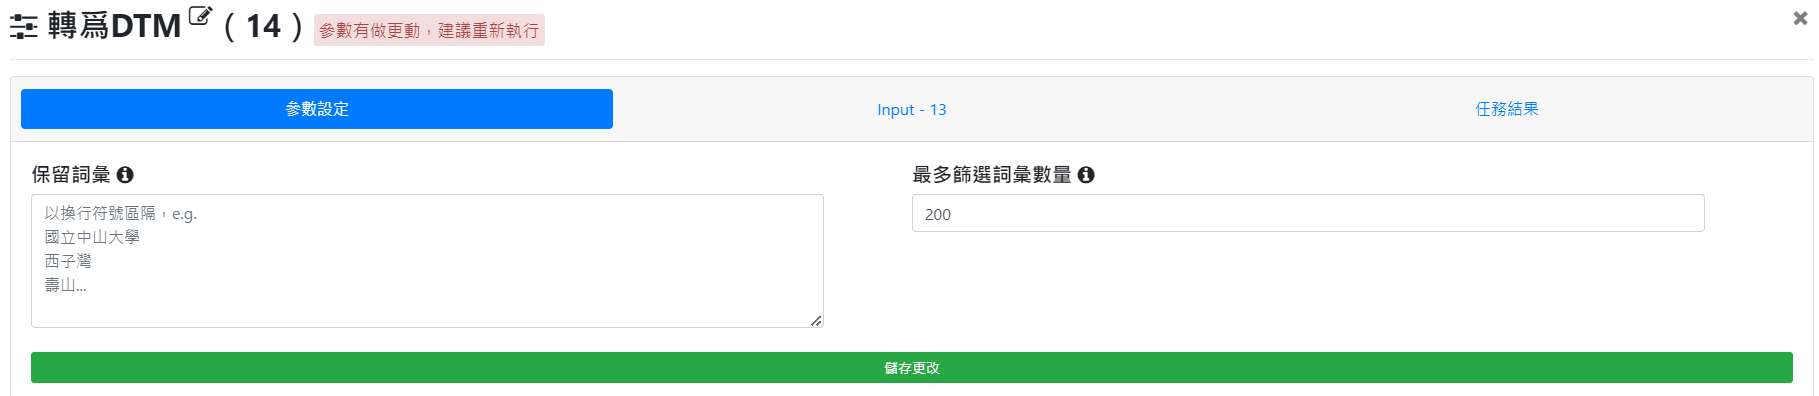 轉爲DTM ( 14 ) 參數有做更動，建議重新執行
參數設定
Input - 13
任務結果
保留詞彙
最多篩選詞彙數量
以換行符號區隔，e.g.
國立中山大學
西子灣
壽山...
200
儲存更改